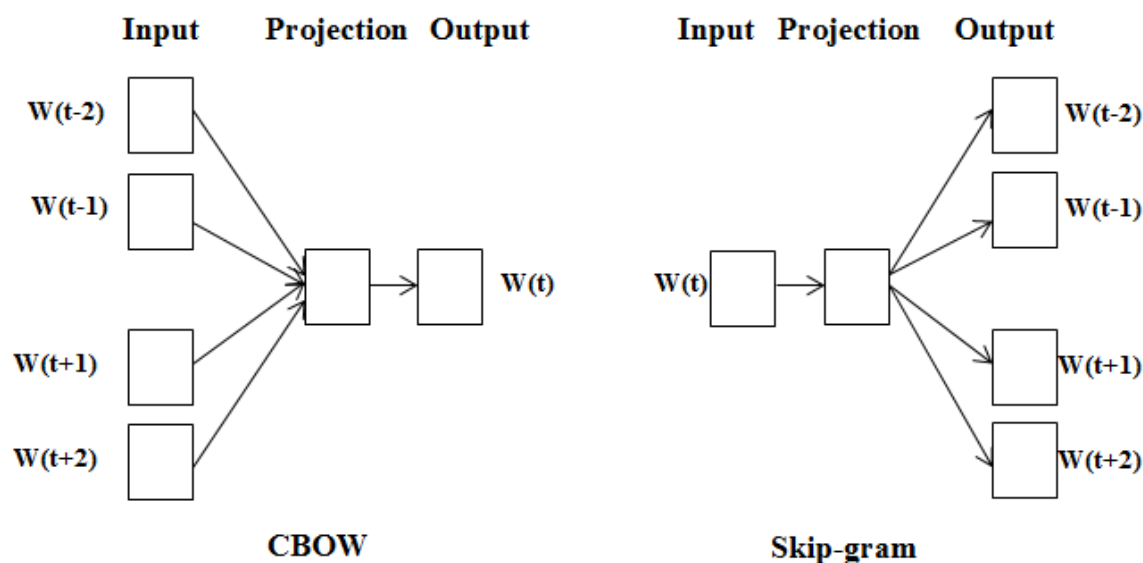 Input Projection Output
W(t-2)
W(t-1)
W(t)
W(t+1)
W(t+2)
CBOW
Input Projection Output
W(t-2)
W(t-1)
W(t)
W(t+1)
W(t+2)
Skip-gram